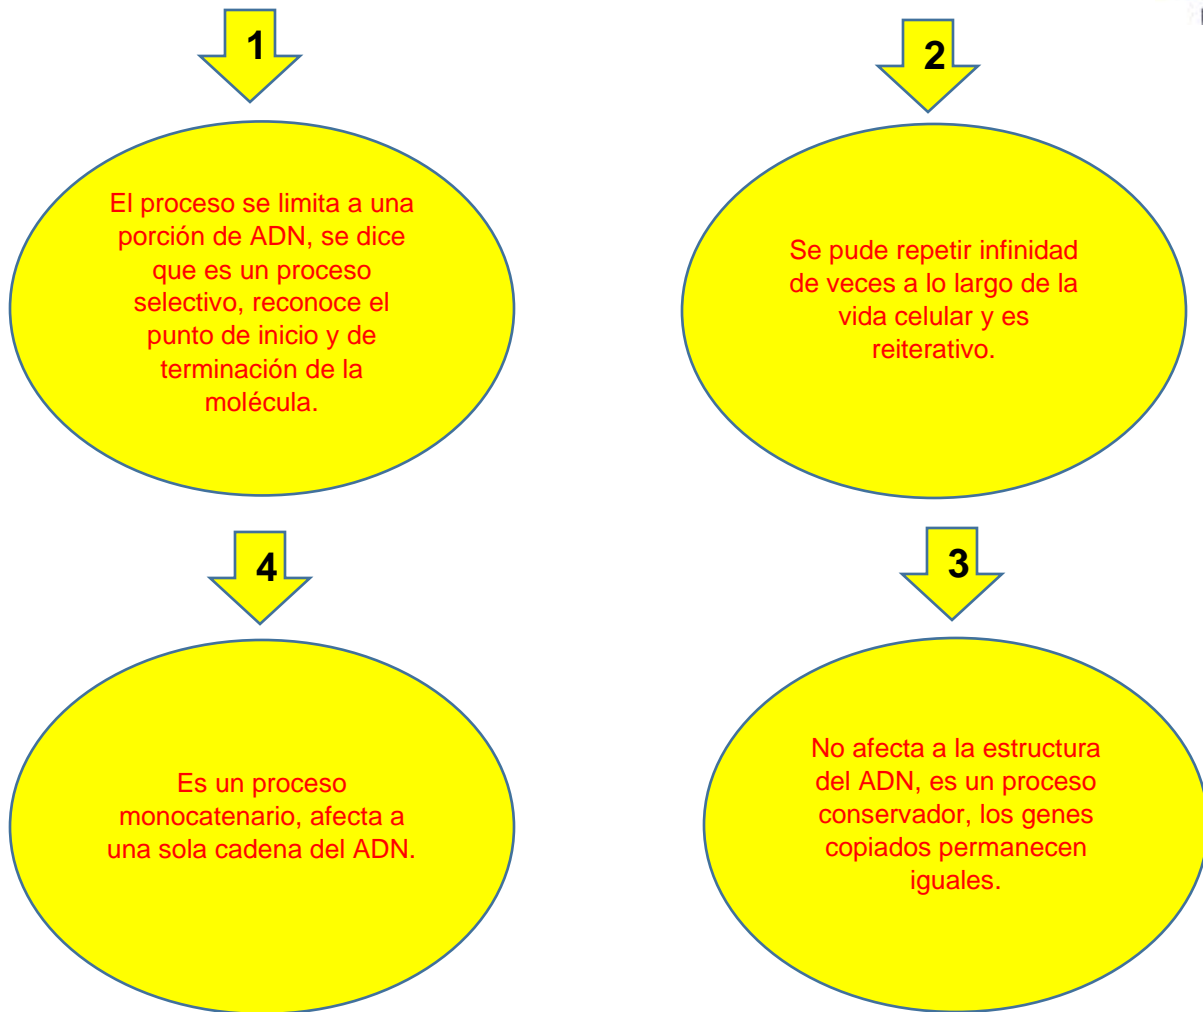 1
El proceso se limita a una
porción de ADN, se dice
que es un proceso
selectivo, reconoce el
punto de inicio y de
terminación de la
molécula.
2
Se pude repetir infinidad
de veces a lo largo de la
vida celular y es
reiterativo.
3
No afecta a la estructura
del ADN, es un proceso
conservador, los genes
copiados permanecen
iguales.
4
Es un proceso
monocatenario, afecta a
una sola cadena del ADN.